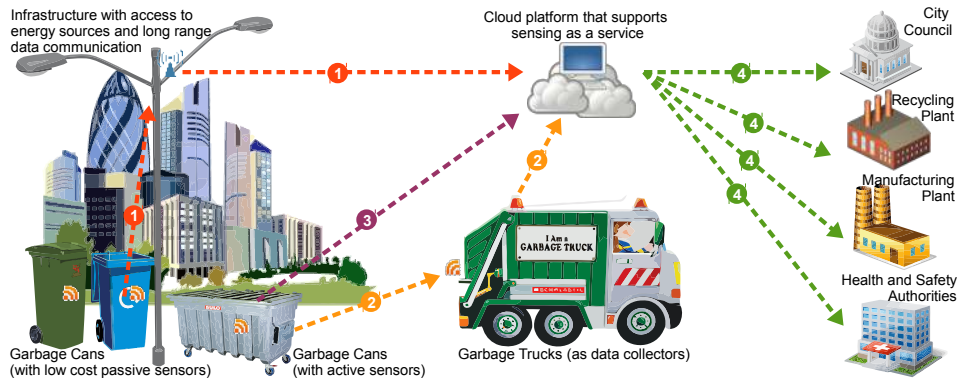 Infrastructure with access to
energy sources and long range
data communication
Cloud platform that supports
sensing as a service
City
Council
Recycling
Plant
Manufacturing
Plant
Health and Safety
Authorities
1
1
2
2
3
4
4
4
4
I Am a
GARBAGE TRUCK
Garbage Cans
(with low cost passive sensors)
Garbage Cans
(with active sensors)
Garbage Trucks (as data collectors)